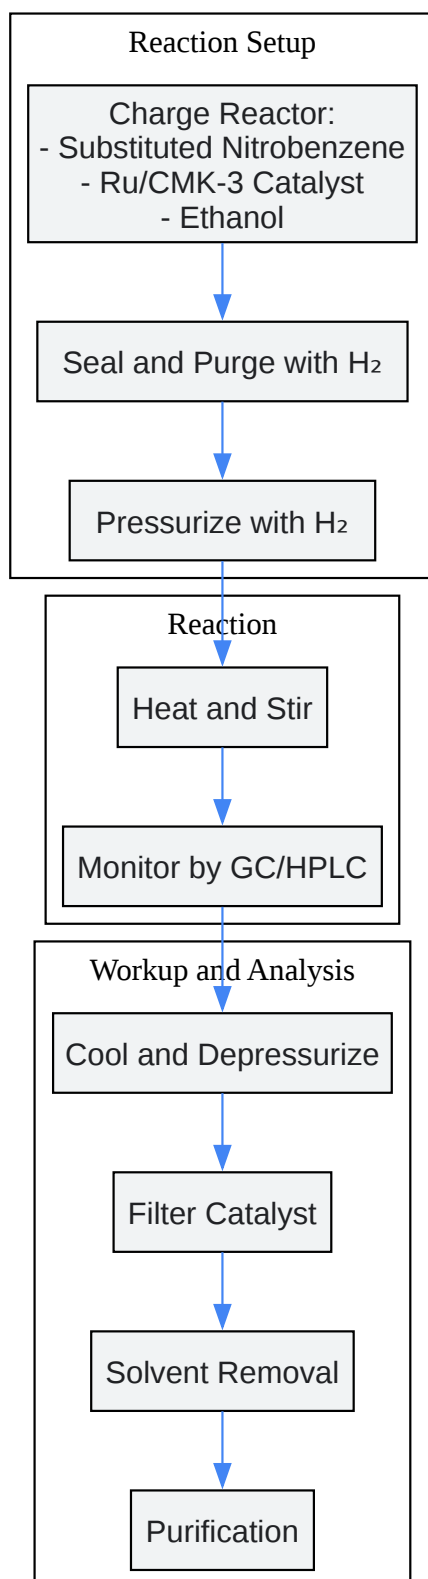 Reaction Setup
Charge Reactor:
- Substituted Nitrobenzene
- Ru/CMK-3 Catalyst
- Ethanol
Seal and Purge with H₂
Pressurize with H₂
Reaction
Heat and Stir
Monitor by GC/HPLC
Workup and Analysis
Cool and Depressurize
Filter Catalyst
Solvent Removal
Purification